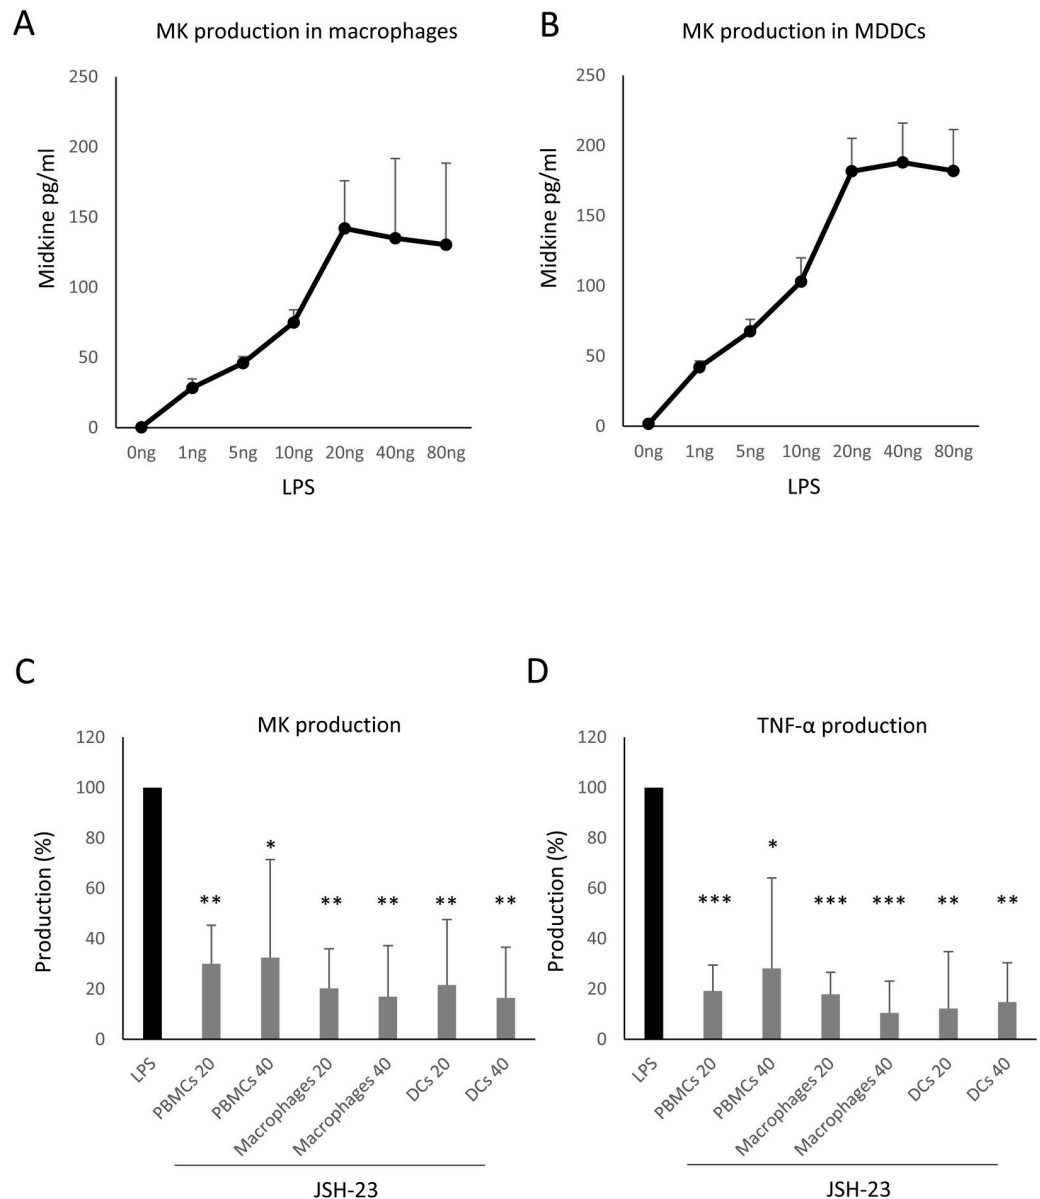 A
MK production in macrophages
250
200
150
100
50
0
Midkine pg/ml
0ng 1ng 5ng 10ng 20ng 40ng 80ng
LPS
B
MK production in MDDCs
250
200
150
100
50
0
Midkine pg/ml
0ng 1ng 5ng 10ng 20ng 40ng 80ng
LPS
C
MK production
120
100
80
60
40
20
0
Production (%)
** * ** ** ** **
LPS
PBMCs 20
PBMCs 40
Macrophages 20
Macrophages 40
DCs 20
DCs 40
JSH-23
D
TNF-α production
120
100
80
60
40
20
0
Production (%)
*** * *** *** ** **
LPS
PBMCs 20
PBMCs 40
Macrophages 20
Macrophages 40
DCs 20
DCs 40
JSH-23